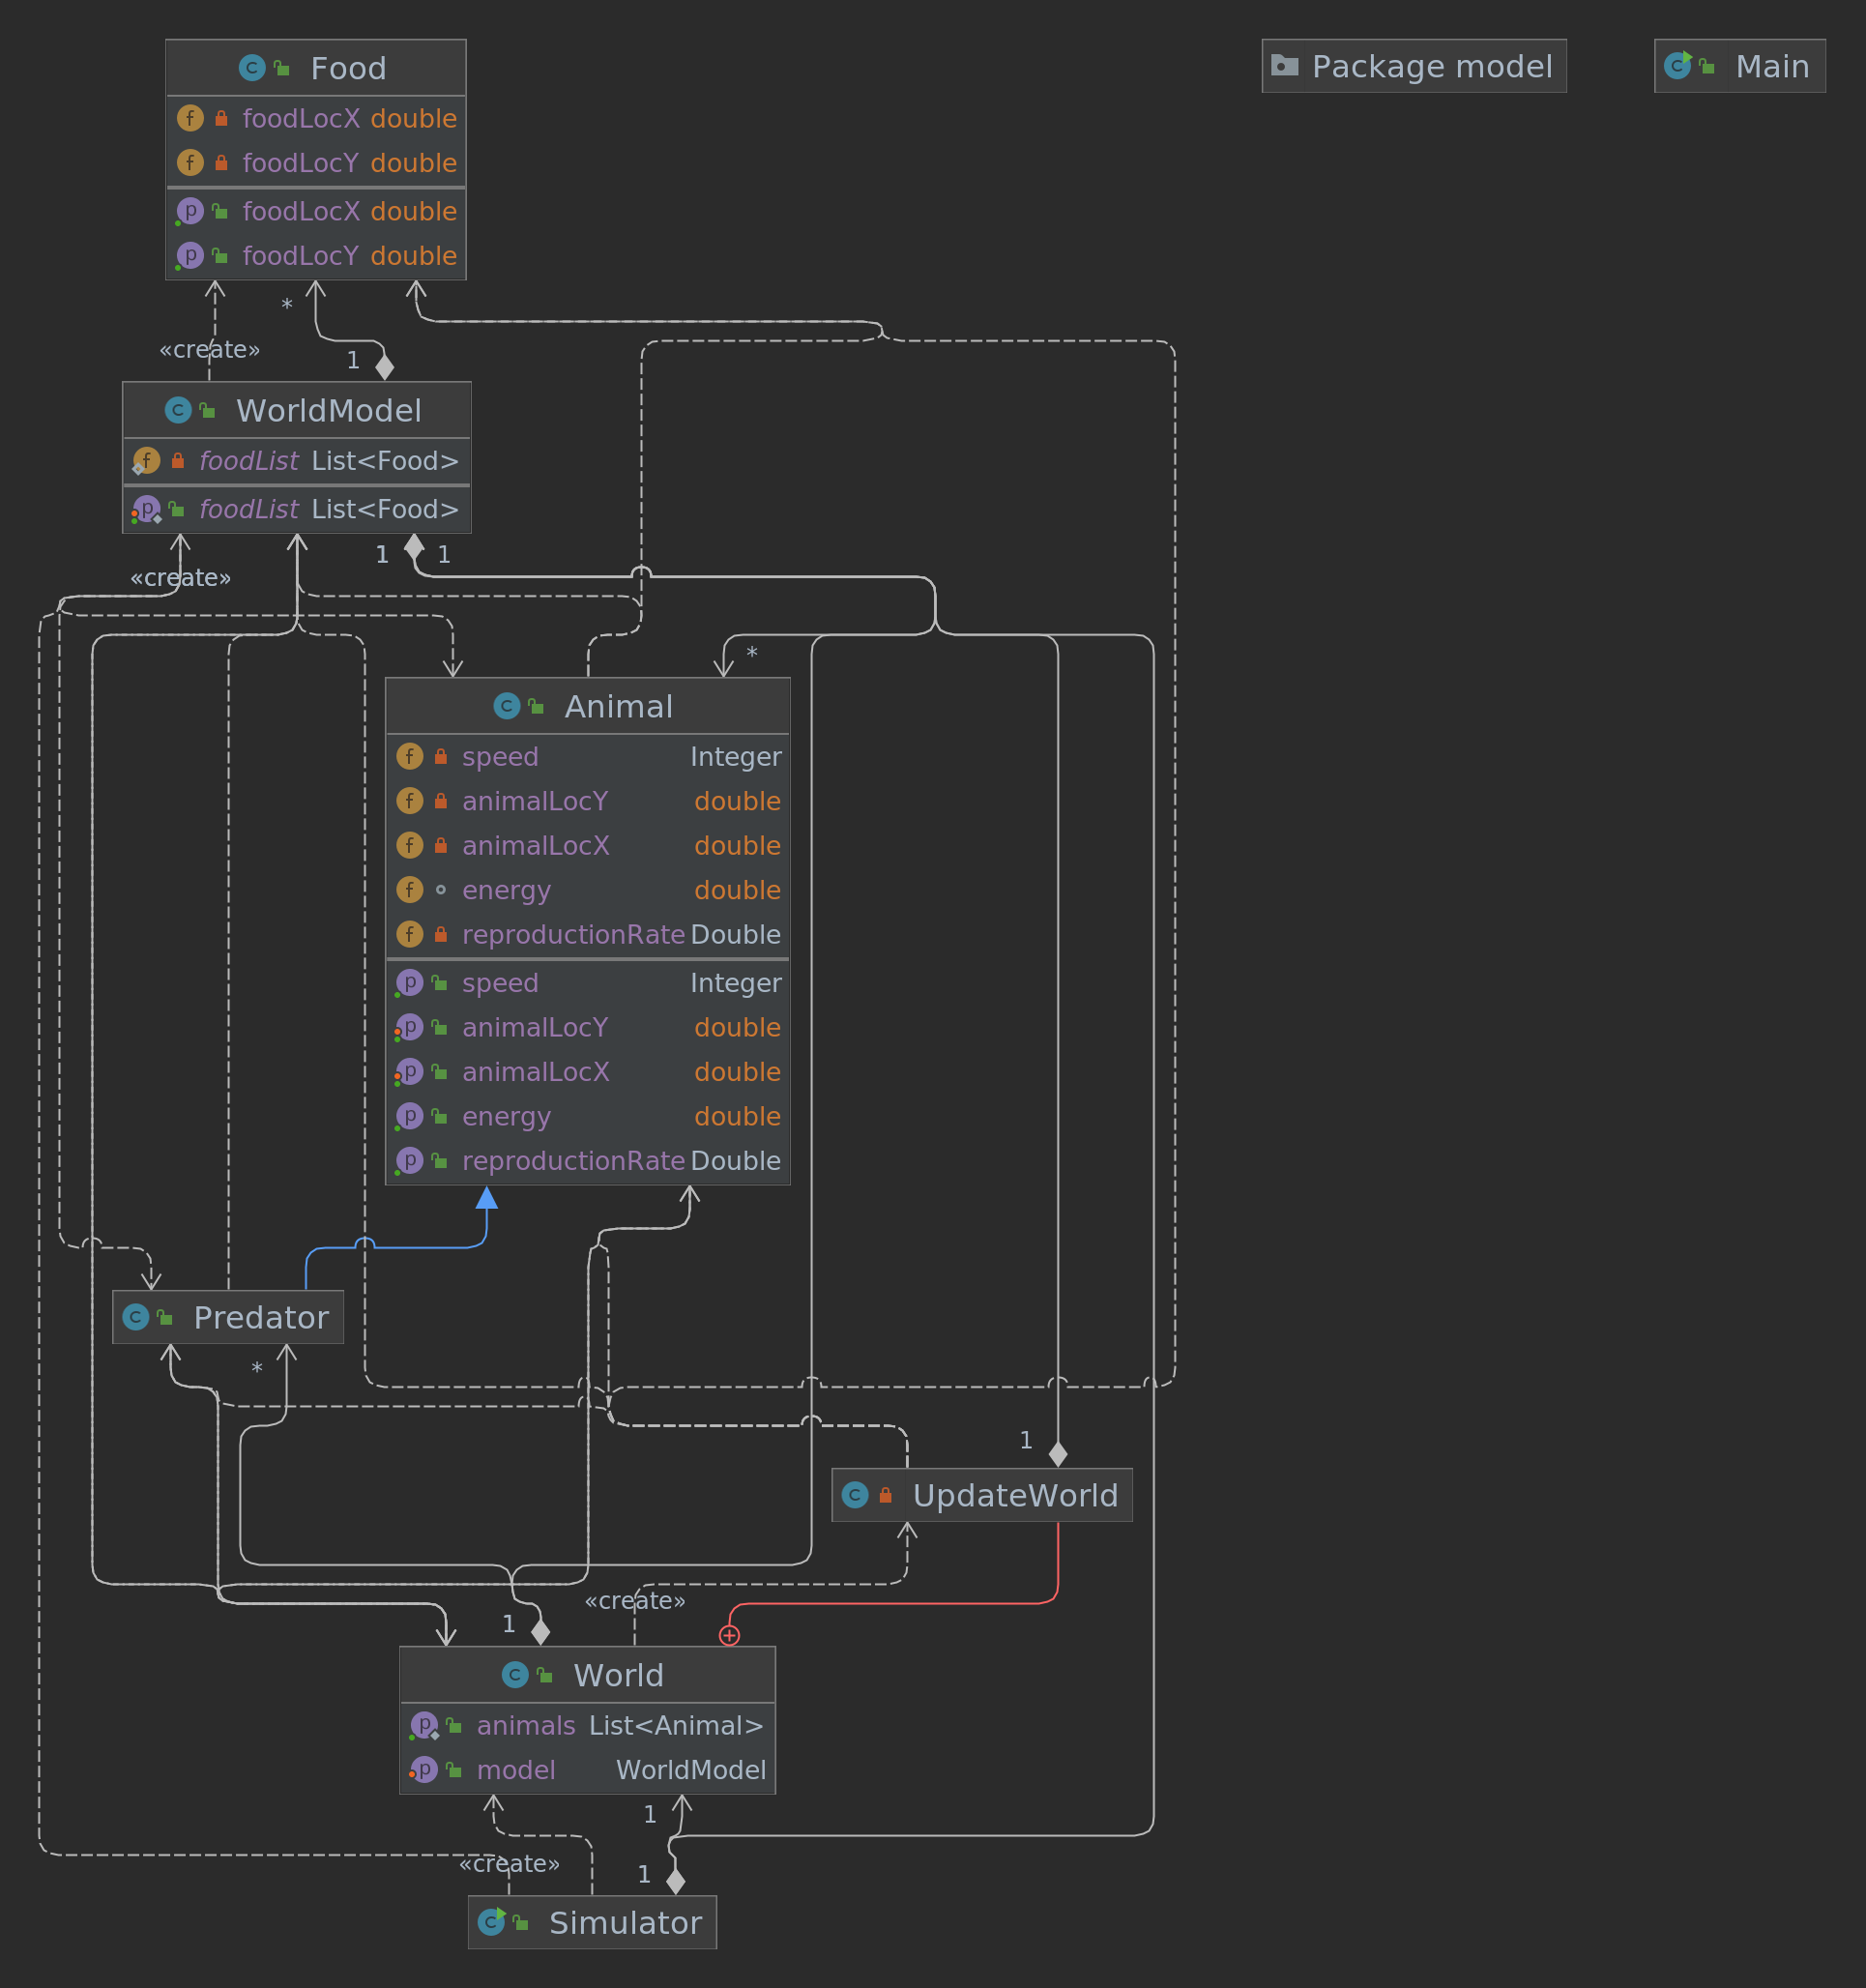 Food
foodLocX double
foodLocY double
foodLocX double
foodLocY double
Package model
Main
*
«create»
1
WorldModel
foodList List<Food>
foodList List<Food>
1 1
«create»
*
Animal
speed Integer
animalLocY double
animalLocX double
energy double
reproductionRate Double
speed Integer
animalLocY double
animalLocX double
energy double
reproductionRate Double
Predator
*
1
UpdateWorld
«create»
1
World
animals List<Animal>
model WorldModel
1
«create»
1
Simulator